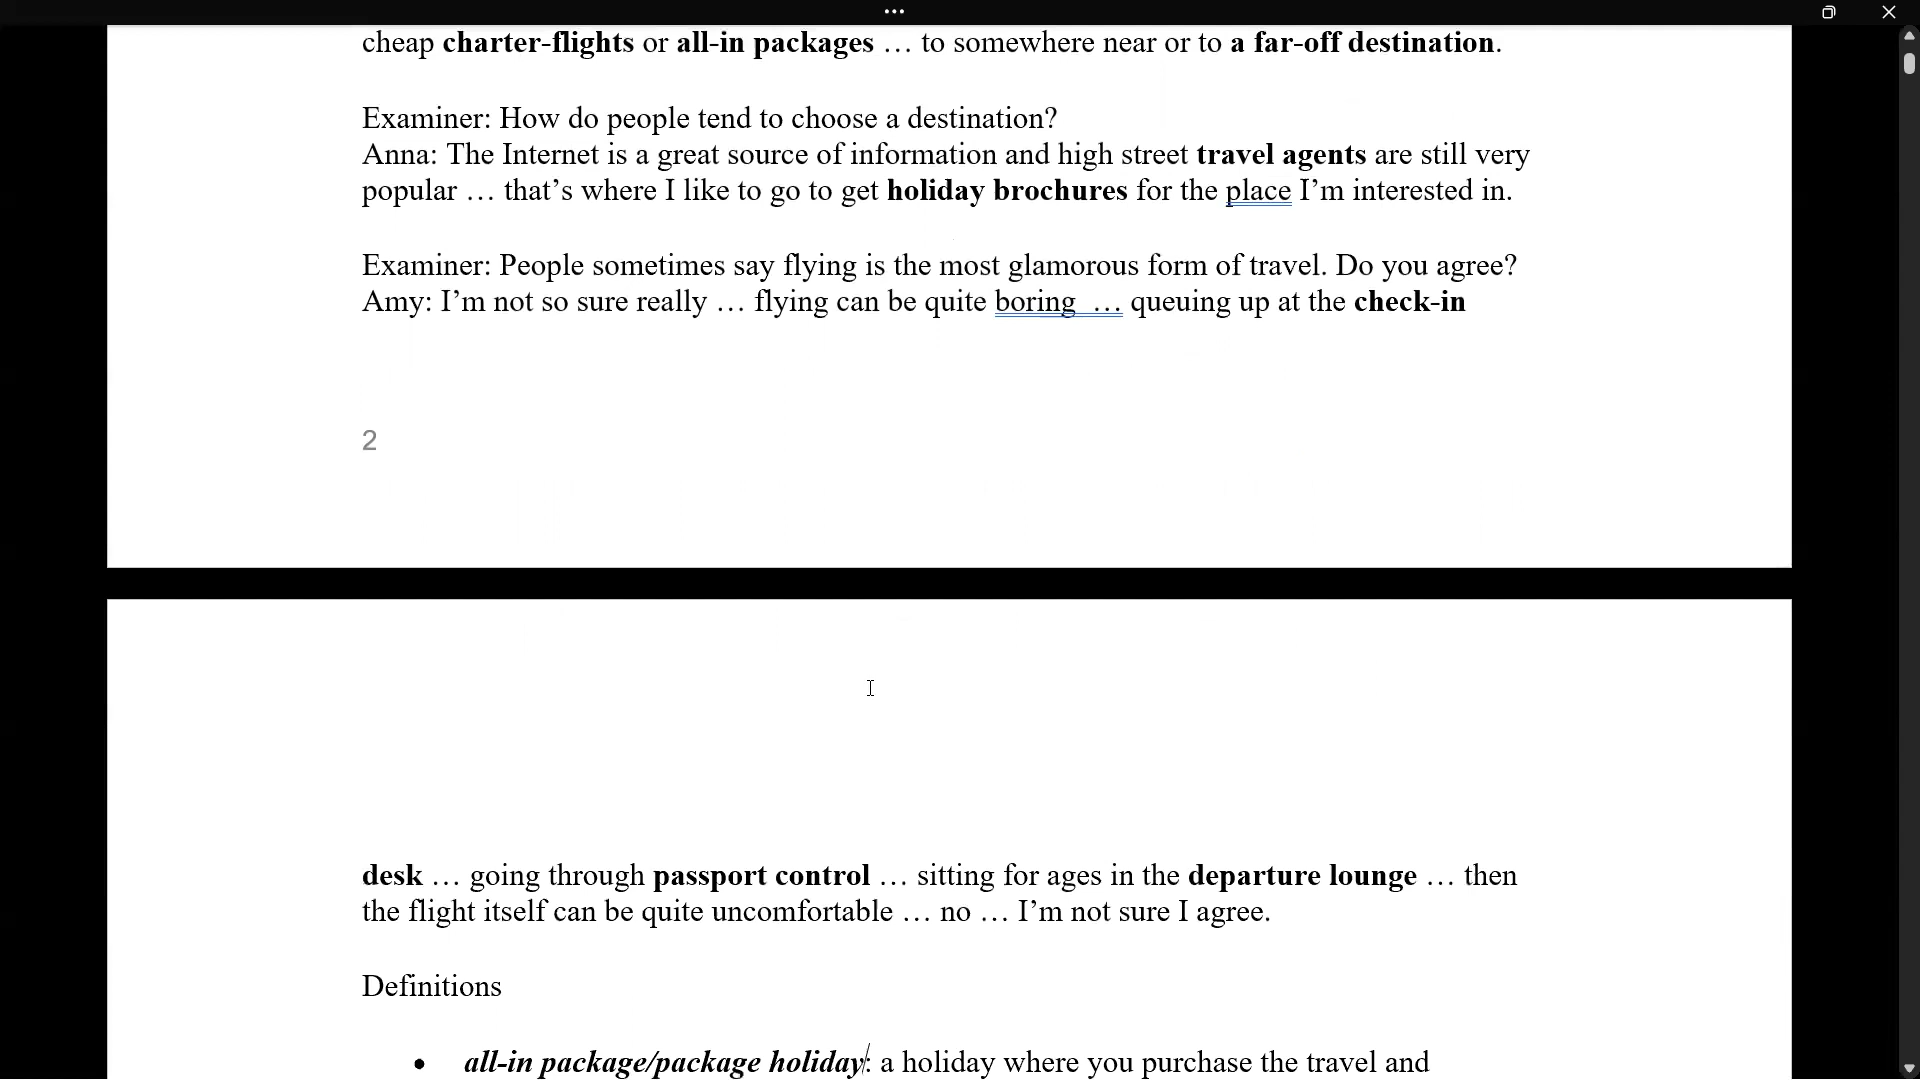 cheap charter-flights or all-in packages … to somewhere near or to a far-off destination.
Examiner: How do people tend to choose a destination?
Anna: The Internet is a great source of information and high street travel agents are still very
popular … that’s where I like to go to get holiday brochures for the place I’m interested in.
Examiner: People sometimes say flying is the most glamorous form of travel. Do you agree?
Amy: I’m not so sure really … flying can be quite boring … queuing up at the check-in
2
desk … going through passport control … sitting for ages in the departure lounge … then
the flight itself can be quite uncomfortable … no … I’m not sure I agree.
Definitions
• all-in package/package holiday: a holiday where you purchase the travel and